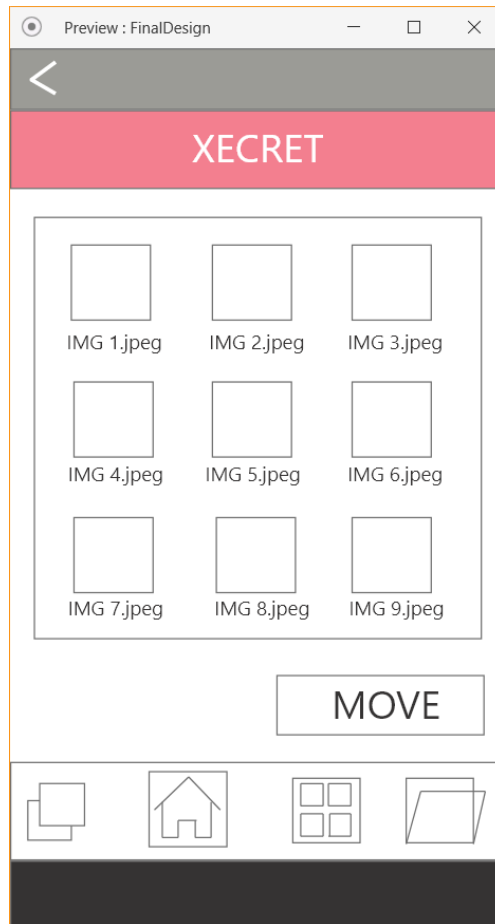 Preview : FinalDesign
XECRET
IMG 1.jpeg IMG 2.jpeg IMG 3.jpeg
IMG 4.jpeg IMG 5.jpeg IMG 6.jpeg
IMG 7.jpeg IMG 8.jpeg IMG 9.jpeg
MOVE